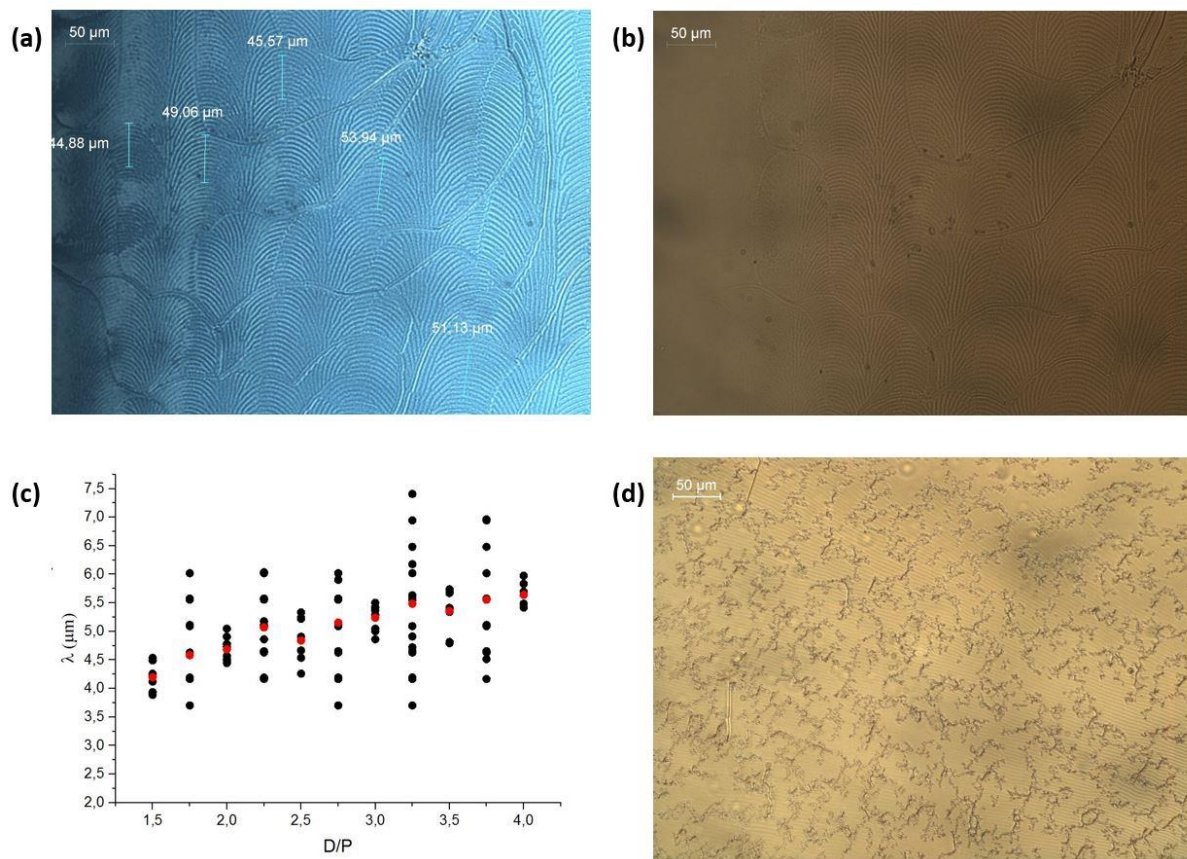 (a)
50 µm
45.57 µm
49.06 µm
44,88 µm
53,94 µm
51,13 µm
(b)
50 µm
(c)
λ (µm)
7,5
7,0
6,5
6,0
5,5
5,0
4,5
4,0
3,5
3,0
2,5
2,0
1,5 2,0 2,5 3,0 3,5 4,0
D/P
(d)
50 µm